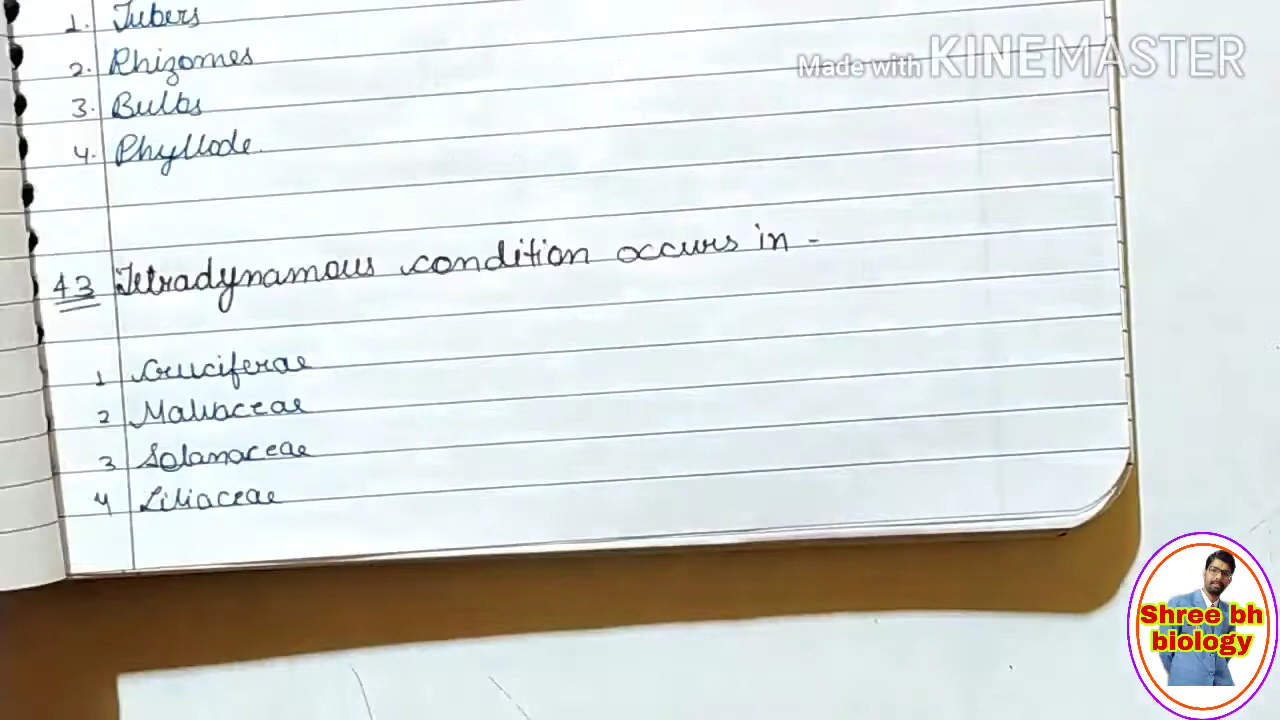 1. Tubers
Made with KINEMASTER
2. Rhizomes
3. Bulbs
4. Phyllode.
43 Tetradynamous condition occurs in -
1 Cruciferae
2 Malvaceae
3 Solanaceae
4 Liliaceae
Shree bh
biology